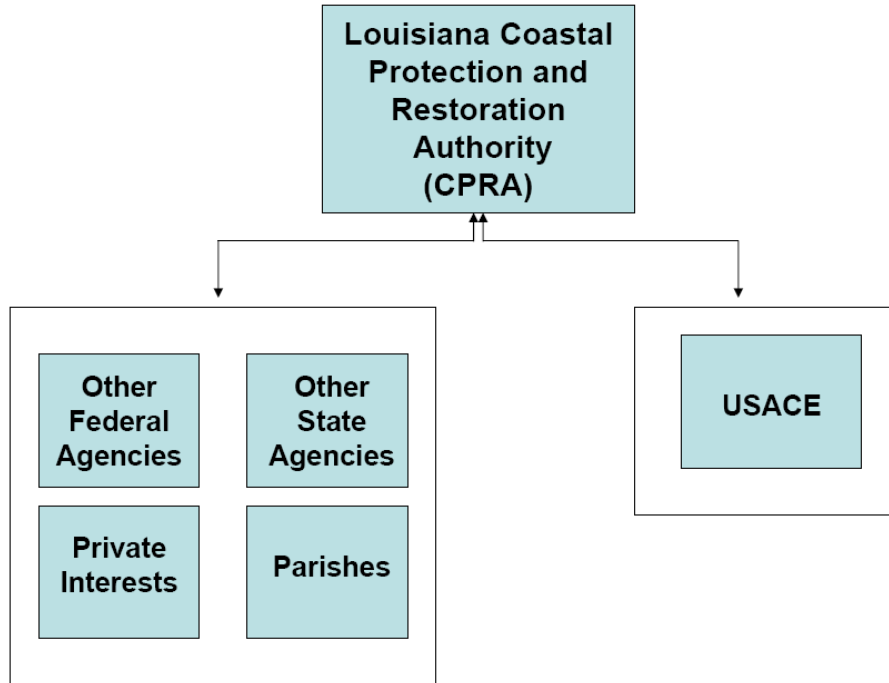 Louisiana Coastal
Protection and
Restoration
Authority
(CPRA)
Other
Federal
Agencies
Other
State
Agencies
Private
Interests
Parishes
USACE